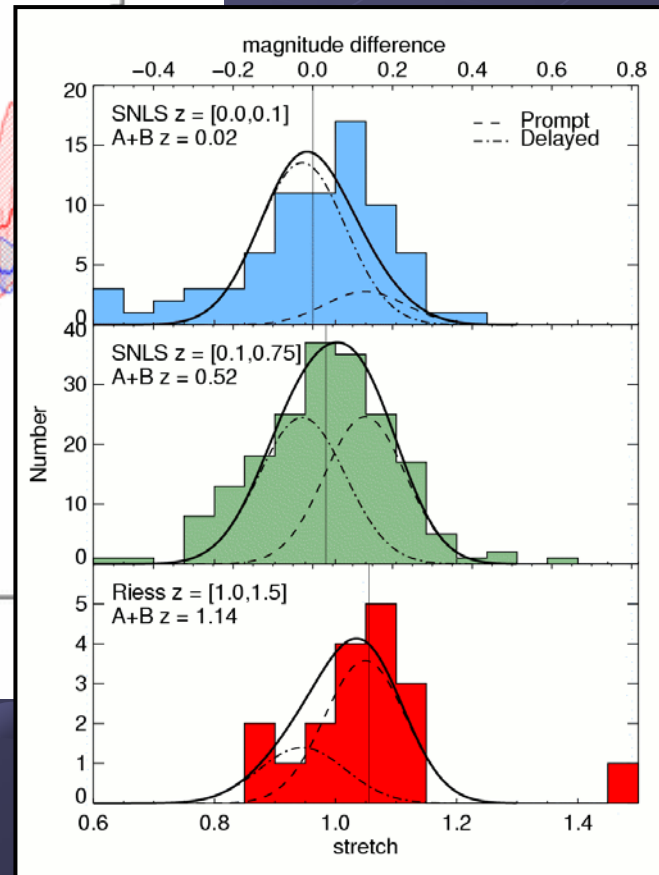 magnitude difference
−0.4 −0.2 0.0 0.2 0.4 0.6 0.8
20
SNLS z = [0.0,0.1]
A+B z = 0.02
Prompt
Delayed
15
10
5
0
40
SNLS z = [0.1,0.75]
A+B z = 0.52
30
20
10
0
Number
Riess z = [1.0,1.5]
A+B z = 1.14
5
4
3
2
1
0
0.6 0.8 1.0 1.2 1.4
stretch